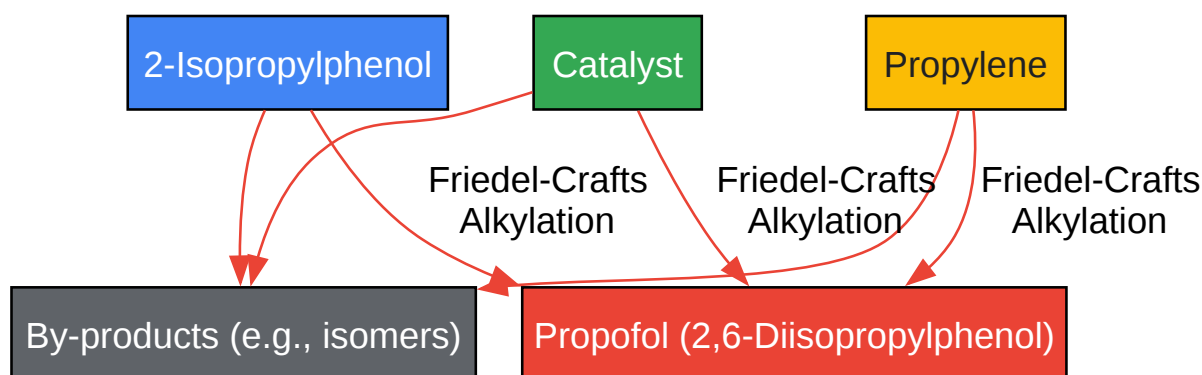 2-Isopropylphenol
Catalyst
Propylene
Friedel-Crafts
Alkylation
Friedel-Crafts
Alkylation
Friedel-Crafts
Alkylation
By-products (e.g., isomers)
Propofol (2,6-Diisopropylphenol)